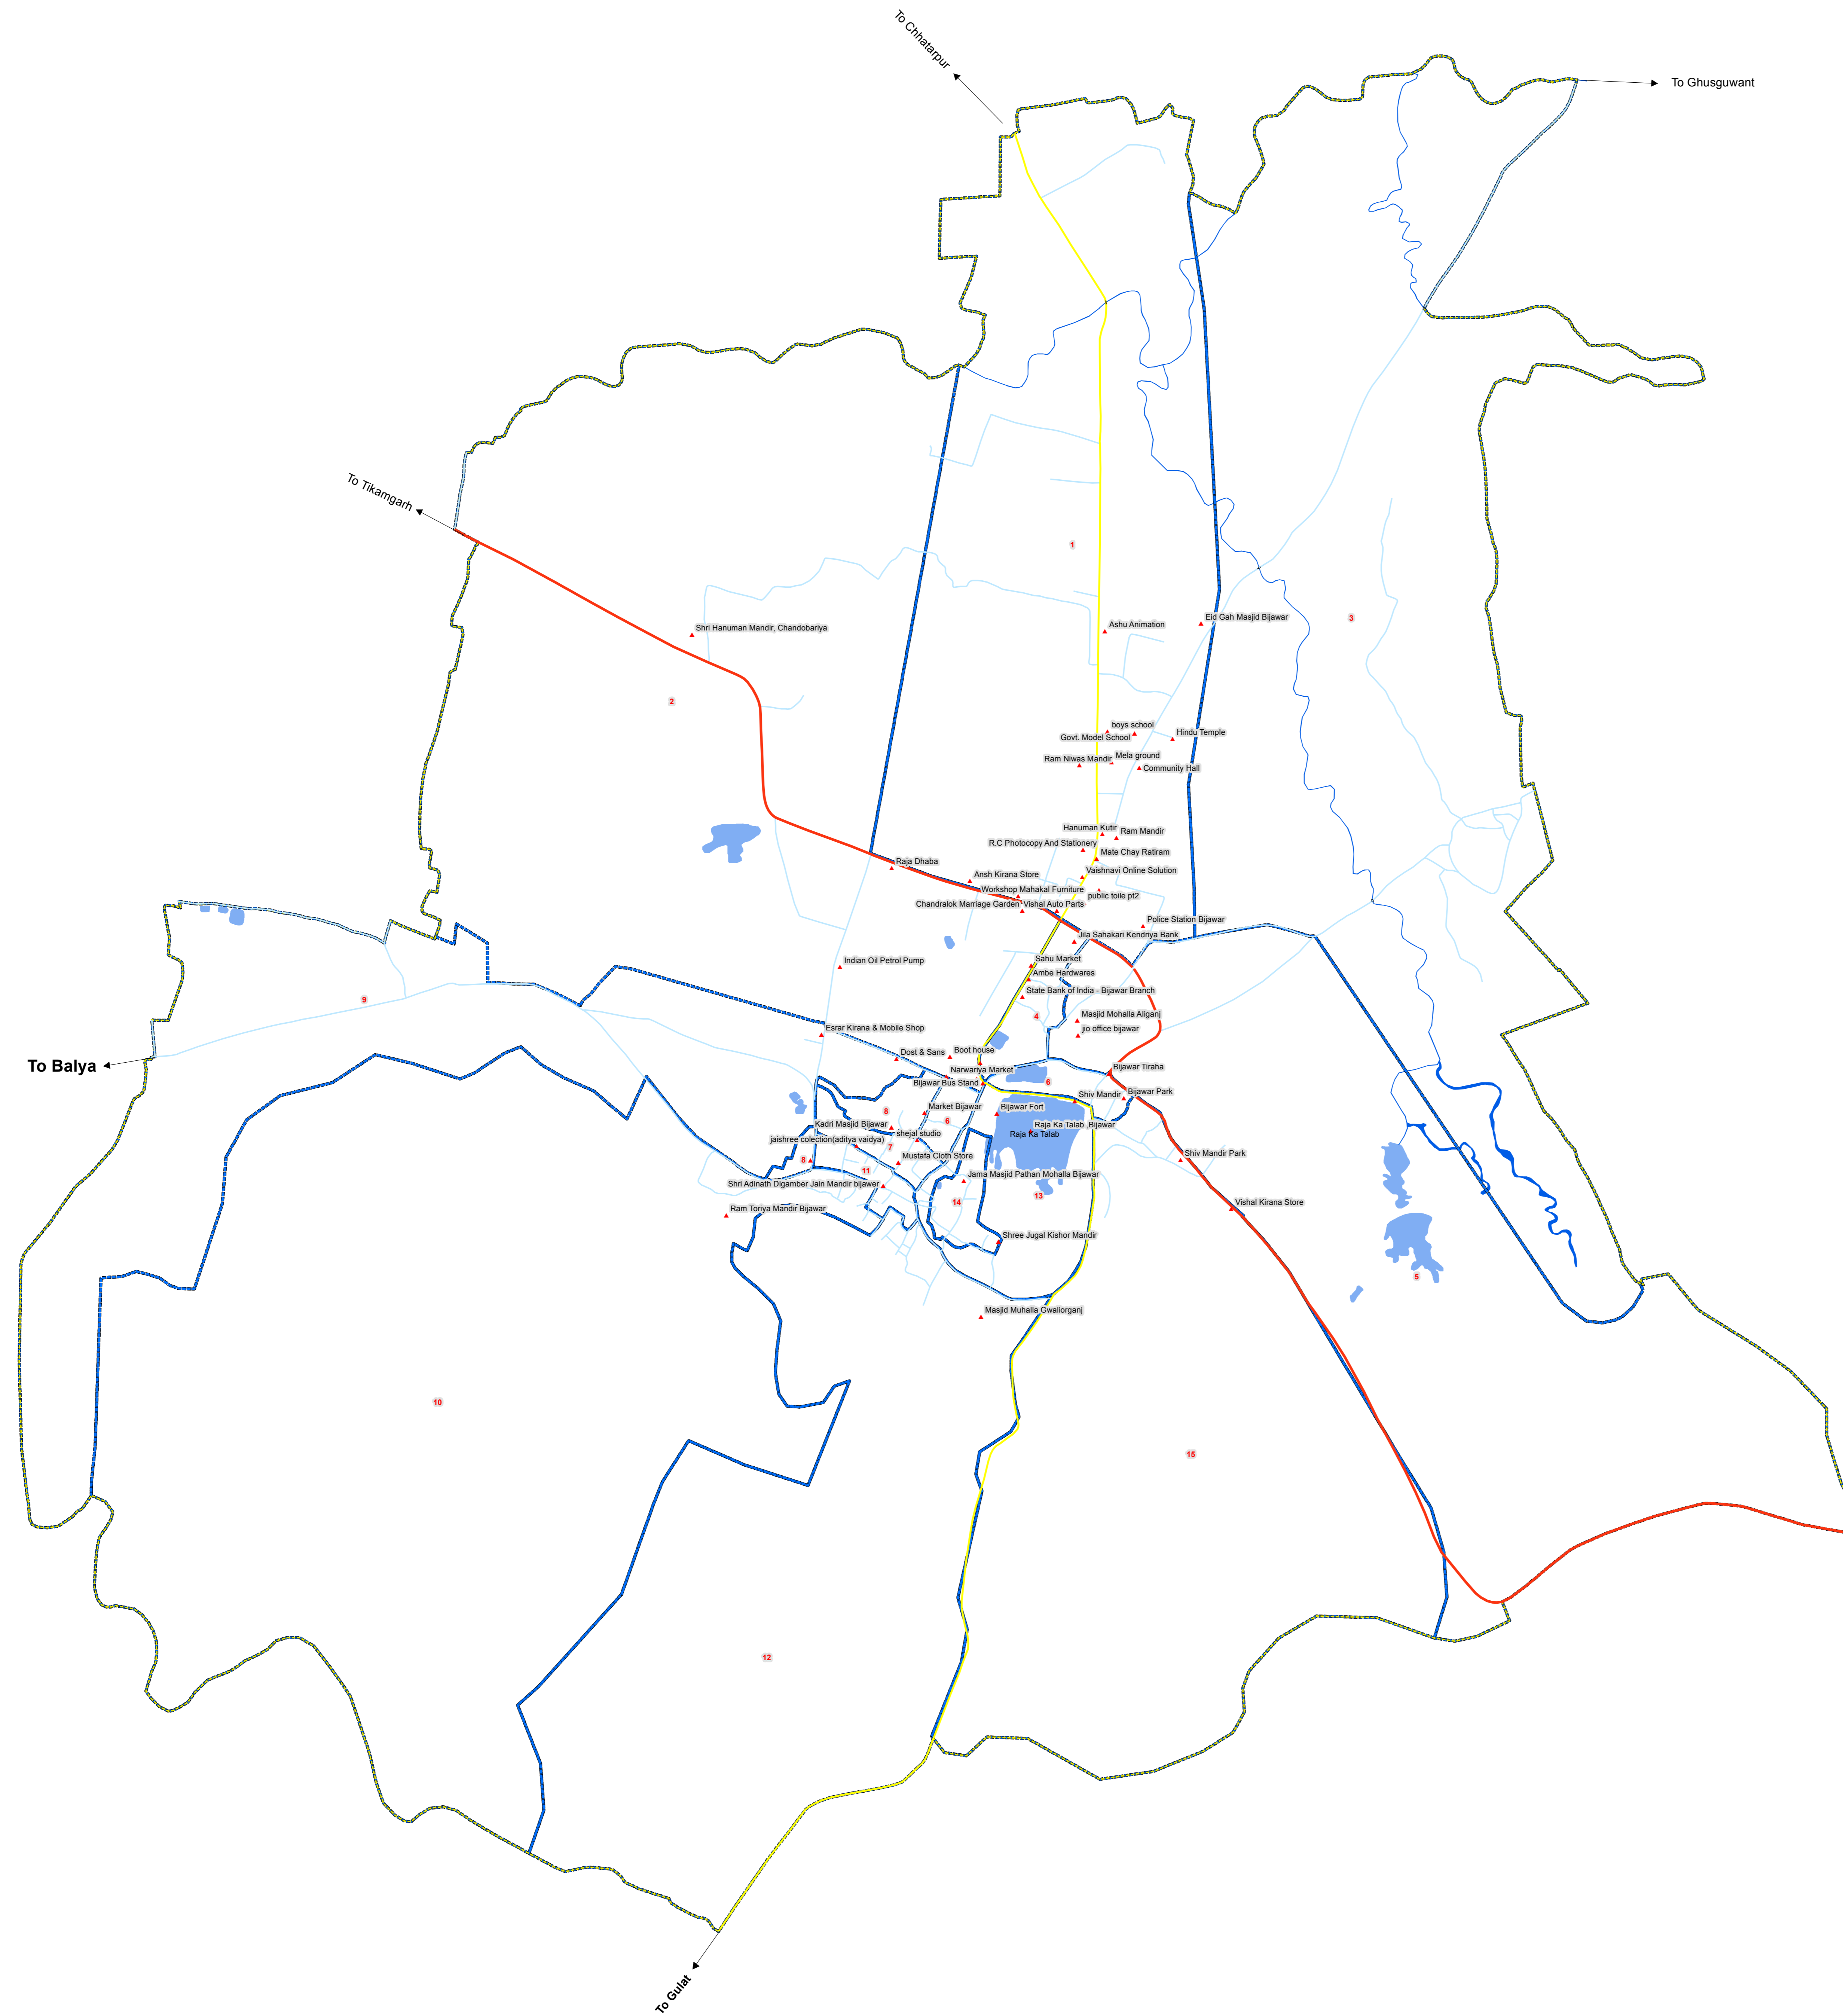 To Chhatarpur
To Ghusguwant
To Tikamgarh
1
Eid Gah Masjid Bijawar
3
Ashu Animation
Shri Hanuman Mandir, Chandobariya
2
boys school
Govt. Model School
Hindu Temple
Ram Niwas Mandir
Mela ground
Community Hall
Hanuman Kutir
Ram Mandir
R.C Photocopy And Stationery
Mate Chay Ratiram
Raja Dhaba
Vaishnavi Online Solution
Ansh Kirana Store
Workshop Mahakal Furniture
public toile pt2
Chandralok Marriage Garden
Vishal Auto Parts
Police Station Bijawar
Jila Sahakari Kendriya Bank
Indian Oil Petrol Pump
Sahu Market
Ambe Hardwares
State Bank of India - Bijawar Branch
9
4
Masjid Mohalla Aliganj
Esrar Kirana & Mobile Shop
jio office bijawar
To Balya
Dost & Sans
Boot house
Narwariya Market
Bijawar Tiraha
Bijawar Bus Stand
6
Shiv Mandir
Bijawar Park
8
Market Bijawar
Bijawar Fort
6
Kadri Masjid Bijawar
Raja Ka Talab ,Bijawar
shejal studio
Raja Ka Talab
jaishree colection(aditya vaidya)
7
Shiv Mandir Park
8
Mustafa Cloth Store
11
Jama Masjid Pathan Mohalla Bijawar
Shri Adinath Digamber Jain Mandir bijawer
13
14
Vishal Kirana Store
Ram Toriya Mandir Bijawar
Shree Jugal Kishor Mandir
5
Masjid Muhalla Gwaliorganj
10
15
12
To Gulat